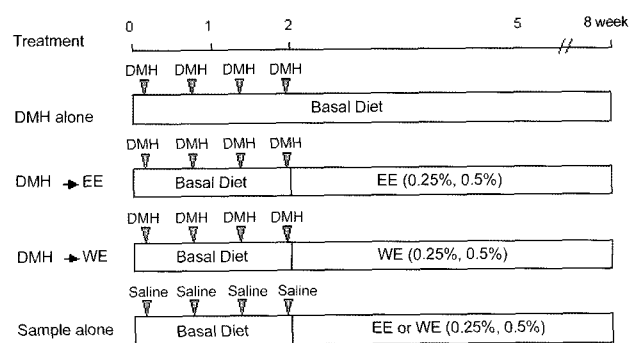 0 1 2 5 8 week
Treatment
DMH DMH DMH DMH
Basal Diet
DMH alone
DMH DMH DMH DMH
DMH → EE Basal Diet EE (0.25%, 0.5%)
DMH DMH DMH DMH
DMH → WE Basal Diet WE (0.25%, 0.5%)
Saline Saline Saline Saline
Sample alone Basal Diet EE or WE (0.25%, 0.5%)